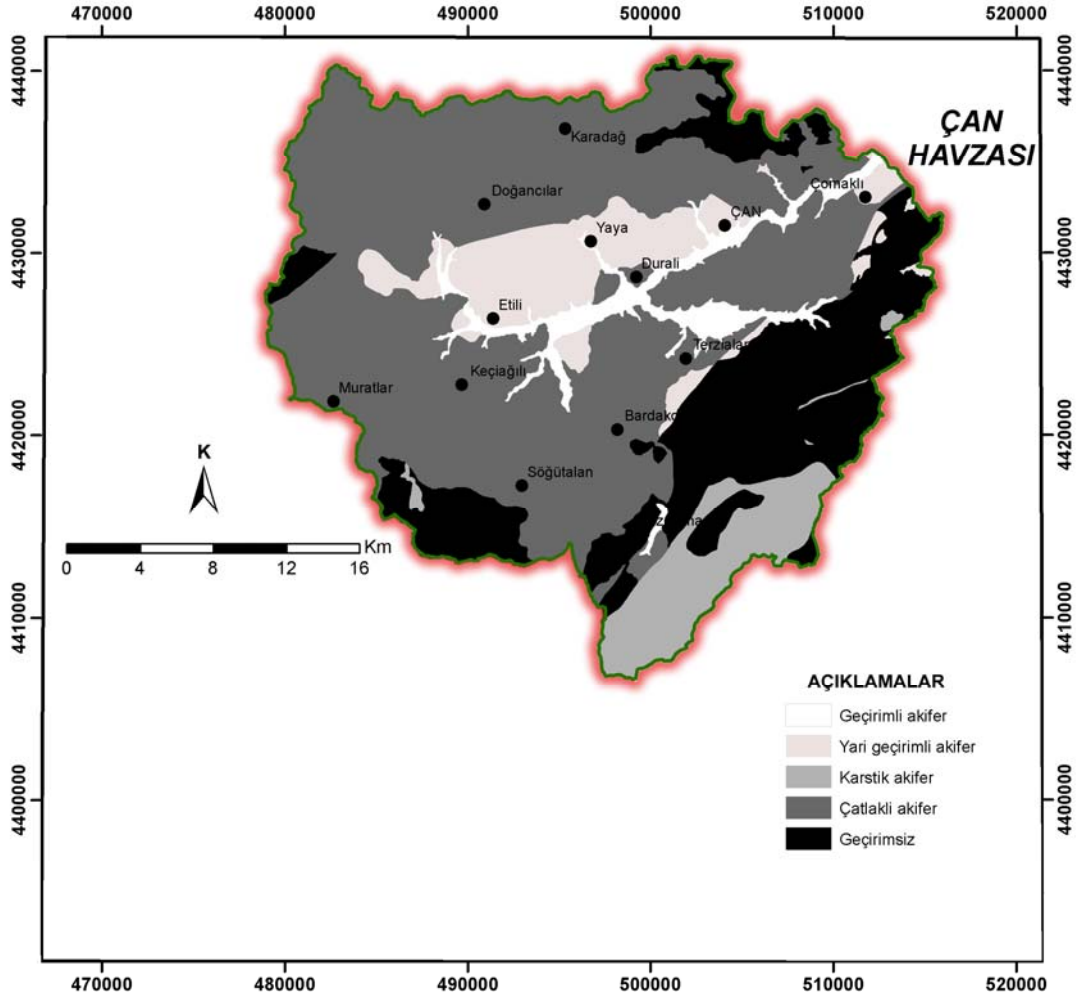 470000 480000 490000 500000 510000 520000
4440000 4440000
ÇAN
HAVZASI
Karadağ
Çomaklı
Doğancılar
ÇAN
Yaya
4430000 4430000
Durali
Etili
Terzialan
Keçiağılı
Muratlar
Bardakç
4420000 4420000
K
Söğütalan
Km
0 4 8 12 16
4410000 4410000
AÇIKLAMALAR
Geçirimli akifer
Yari geçirimli akifer
Karstik akifer
4400000 4400000
Çatlakli akifer
Geçirimsiz
470000 480000 490000 500000 510000 520000